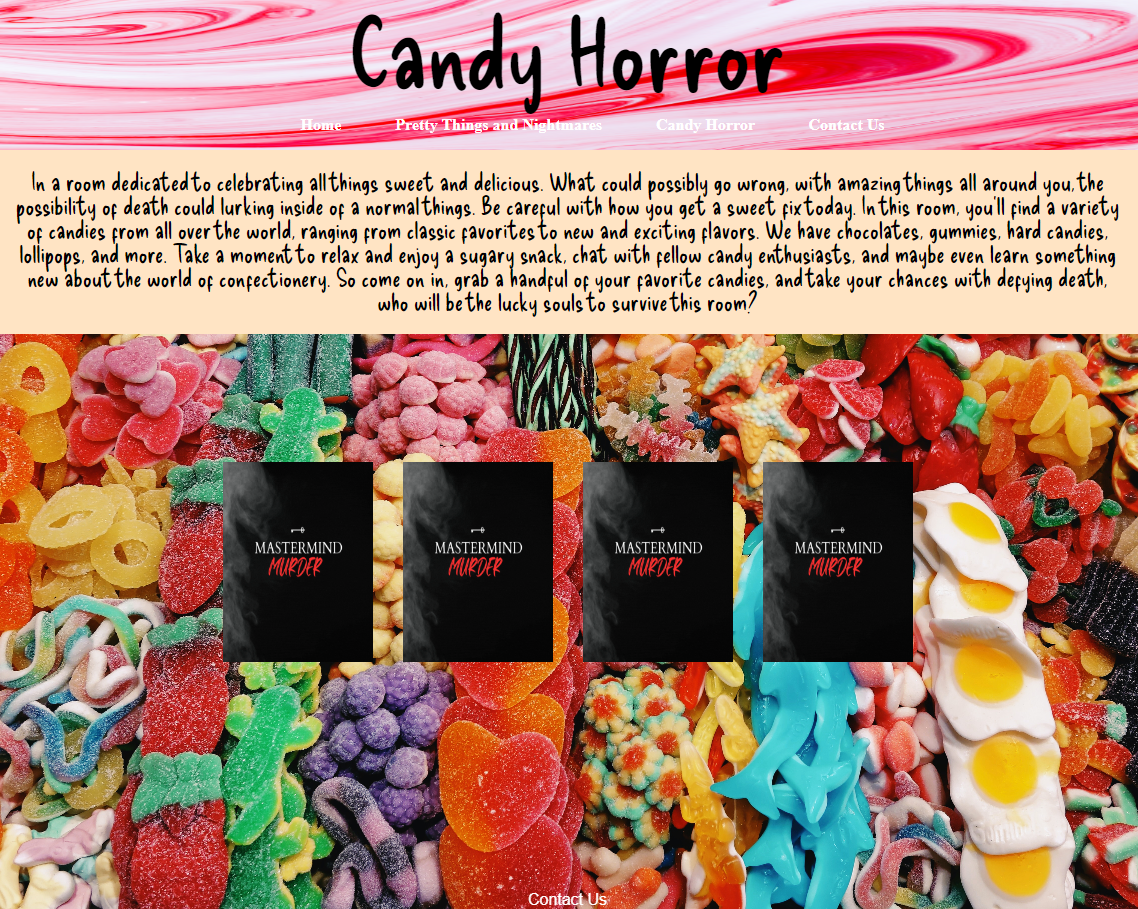 Candy Horror
Home Pretty Things and Nightmares Candy Horror Contact Us
In a room dedicated to celebrating all things sweet and delicious. What could possibly go wrong, with amazing things all around you, the
possibility of death could lurking inside of a normal things. Be careful with how you get a sweet fix today. In this room, you'll find a variety
of candies from all over the world, ranging from classic favorites to new and exciting flavors. We have chocolates, gummies, hard candies,
lollipops, and more. Take a moment to relax and enjoy a sugary snack, chat with fellow candy enthusiasts, and maybe even learn something
new about the world of confectionery. So come on in, grab a handful of your favorite candies, and take your chances with defying death,
who will be the lucky souls to survive this room?
MASTERMIND MASTERMIND MASTERMIND MASTERMIND
MURDER MURDER MURDER MURDER
Contact Us